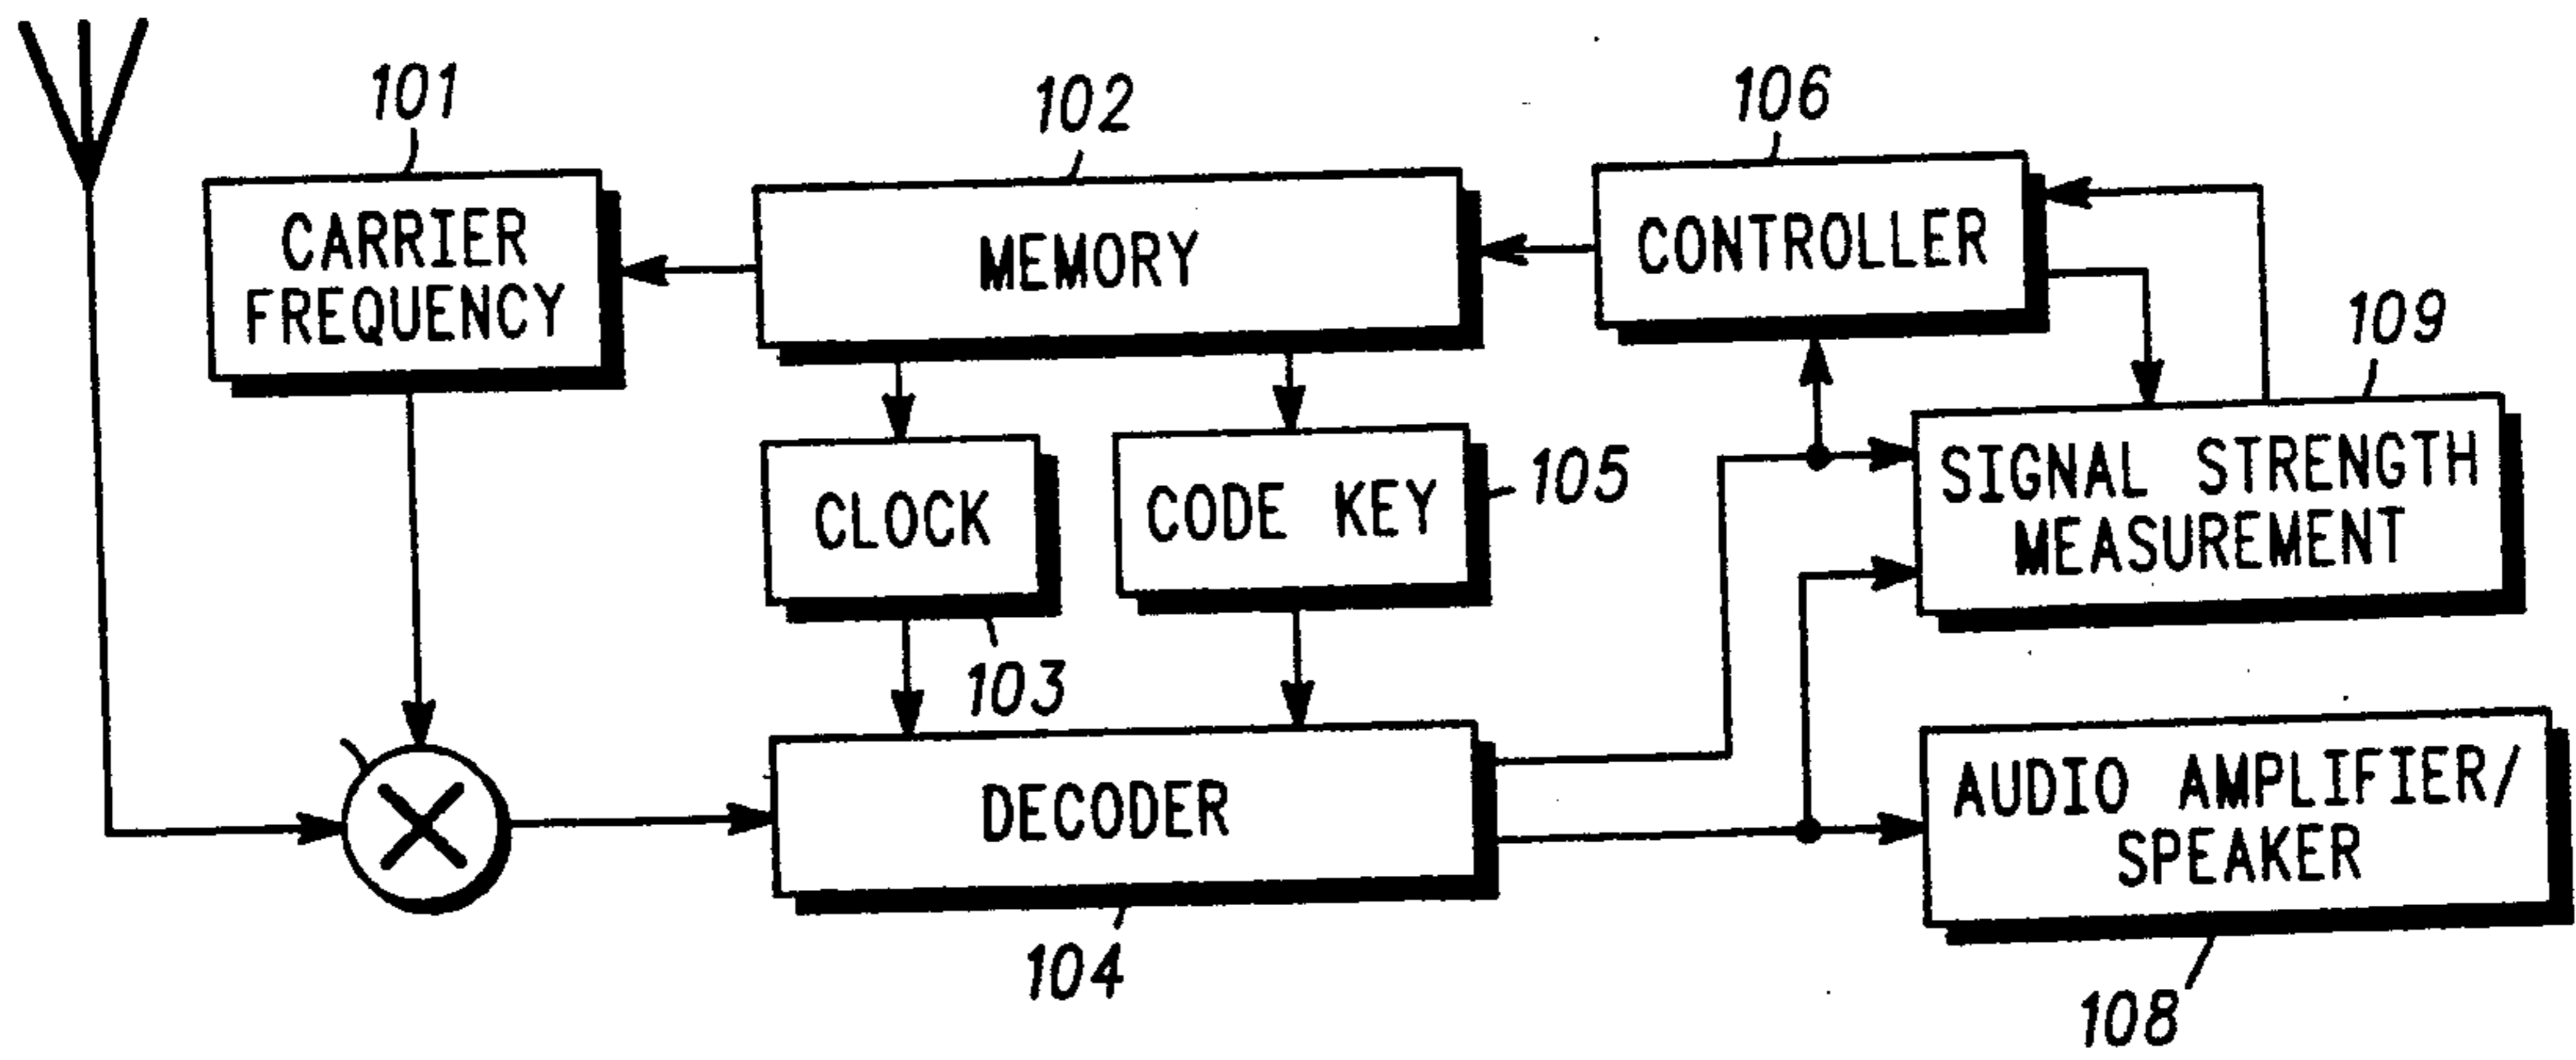 101
CARRIER
FREQUENCY
102
MEMORY
106
CONTROLLER
109
SIGNAL STRENGTH
MEASUREMENT
CLOCK
103
CODE KEY
105
DECODER
104
AUDIO AMPLIFIER/
SPEAKER
108